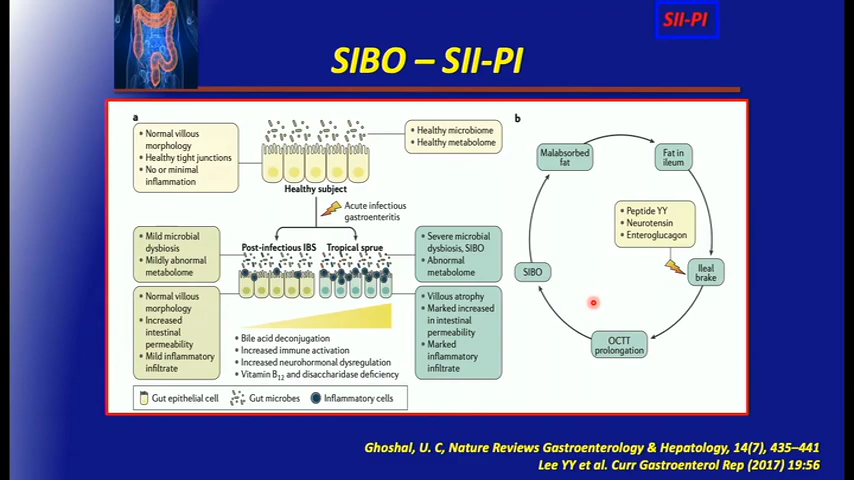 SII-PI
SIBO – SII-PI
a
• Normal villous
morphology
• Healthy tight junctions
• No or minimal
inflammation
• Healthy microbiome
• Healthy metabolome
Healthy subject
Acute infectious
gastroenteritis
• Mild microbial
dysbiosis
• Mildly abnormal
metabolome
Post-infectious IBS
Tropical sprue
• Severe microbial
dysbiosis, SIBO
• Abnormal
metabolome
• Normal villous
morphology
• Increased
intestinal
permeability
• Mild inflammatory
infiltrate
• Villous atrophy
• Marked increased
in intestinal
permeability
• Marked
inflammatory
infiltrate
• Bile acid deconjugation
• Increased immune activation
• Increased neurohormonal dysregulation
• Vitamin B12 and disaccharide deficiency
Gut epithelial cell
Gut microbes
Inflammatory cells
b
Malabsorbed
fat
Fat in
ileum
• Peptide YY
• Neurotensin
• Enteroglucagon
Ileal
brake
SIBO
OCTT
prolongation
Ghoshal, U. C, Nature Reviews Gastroenterology & Hepatology, 14(7), 435–441
Lee YY et al. Curr Gastroenterol Rep (2017) 19:56